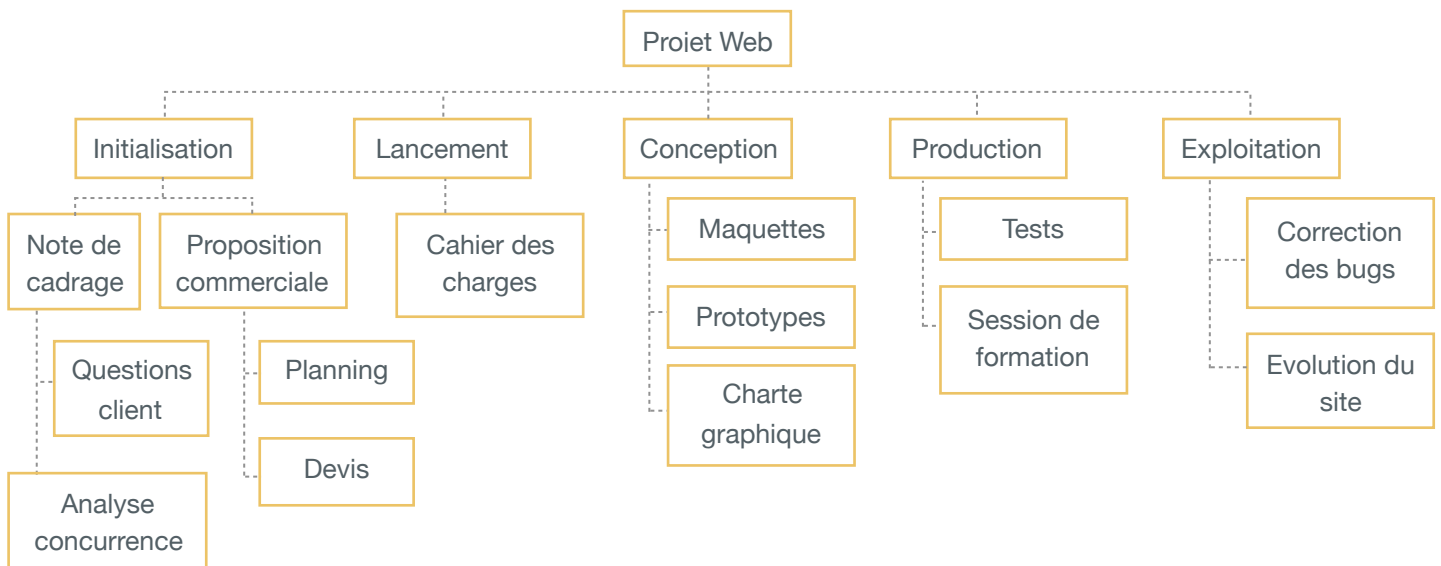 Projet Web
Initialisation
Lancement
Conception
Production
Exploitation
Note de
cadrage
Proposition
commerciale
Cahier des
charges
Maquettes
Tests
Correction
des bugs
Prototypes
Session de
formation
Questions
client
Planning
Charte
graphique
Evolution du
site
Devis
Analyse
concurrence